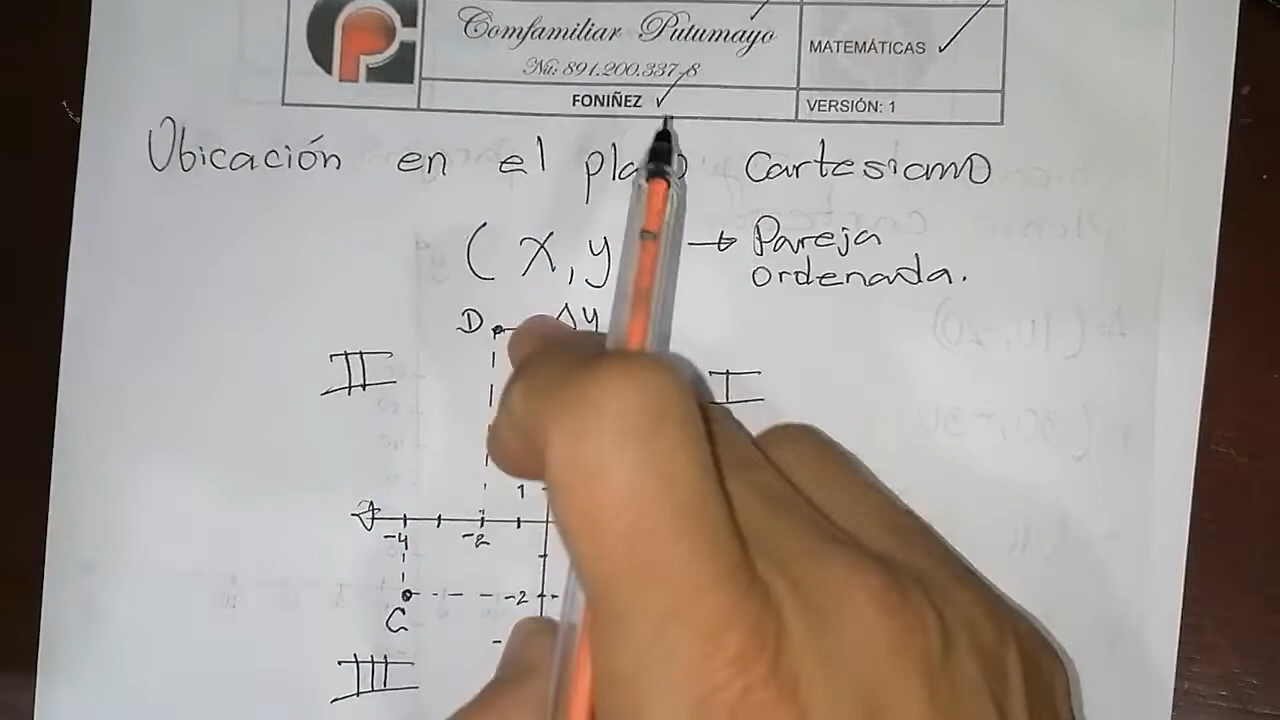 Comfamiliar Putumayo
Nit: 891.200.337-8
MATEMÁTICAS
FONIÑEZ
VERSIÓN: 1
Ubicación en el plano Cartesiano
(x,y → Pareja
ordenada.
D
y
II
I
1
-4
-2
-2
C
III